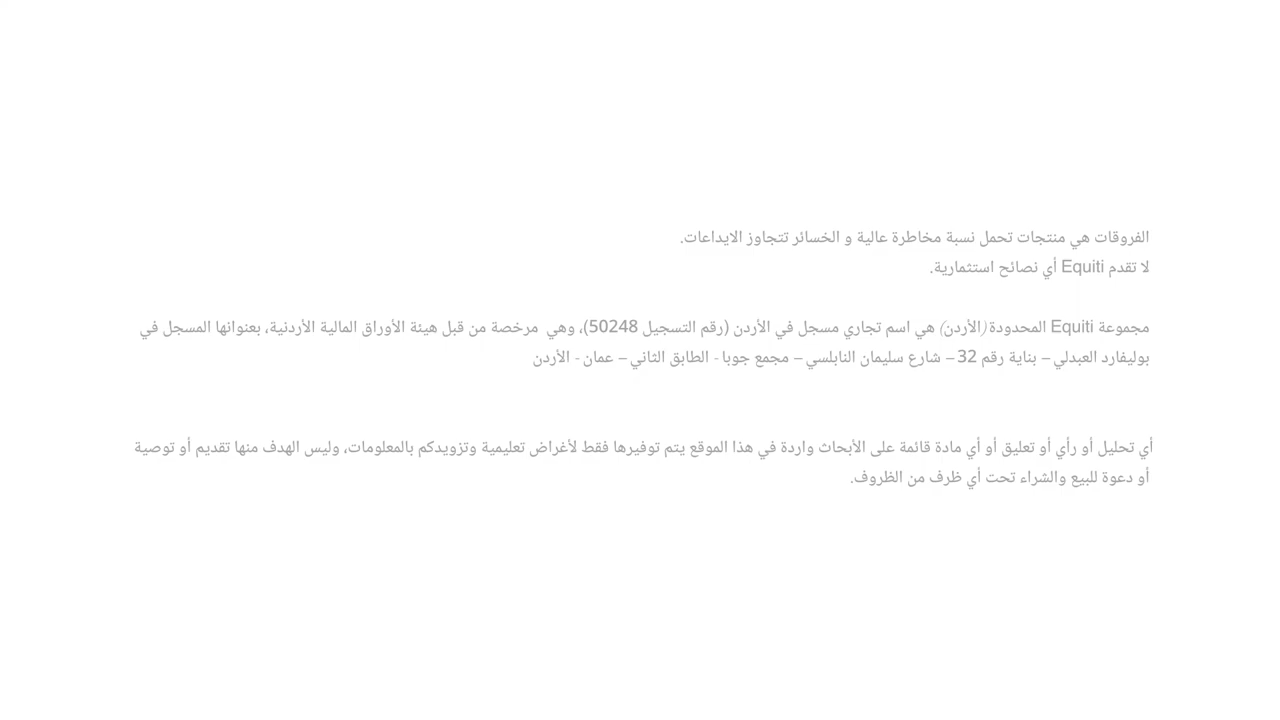 الفروقات هي منتجات تحمل نسبة مخاطرة عالية و الخسائر تتجاوز الايداعات.
لا تقدم Equiti أي نصائح استثمارية.
مجموعة Equiti المحدودة (الأردن) هي اسم تجاري مسجل في الأردن (رقم التسجيل 50248)، وهي مرخصة من قبل هيئة الأوراق المالية الأردنية، بعنوانها المسجل في
بوليفارد العبدلي – بناية رقم 32 – شارع سليمان النابلسي – مجمع جوبا - الطابق الثاني – عمان - الأردن
أي تحليل أو رأي أو تعليق أو أي مادة قائمة على الأبحاث واردة في هذا الموقع يتم توفيرها فقط لأغراض تعليمية وتزويدكم بالمعلومات، وليس الهدف منها تقديم أو توصية
أو دعوة للبيع والشراء تحت أي ظرف من الظروف.